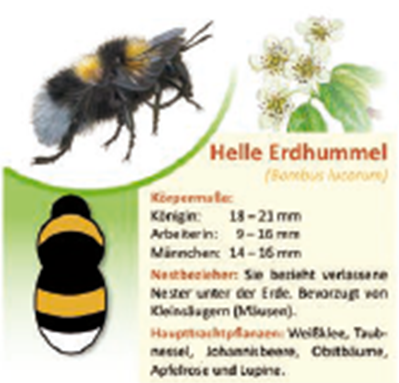 Helle Erdhummel
(Bombus lucorum)
Körpermaße:
Königin: 18 – 21 mm
Arbeiterin: 9 – 16 mm
Männchen: 14 – 16 mm
Nestbezieher: Sie bezieht verlassene
Nester unter der Erde. Bevorzugt von
Kleinsäugern (Mäusen).
Haupttrachtpflanzen: Weißklee, Taub-
nessel, Johannisbeere, Obstbäume,
Apfelrose und Lupine.